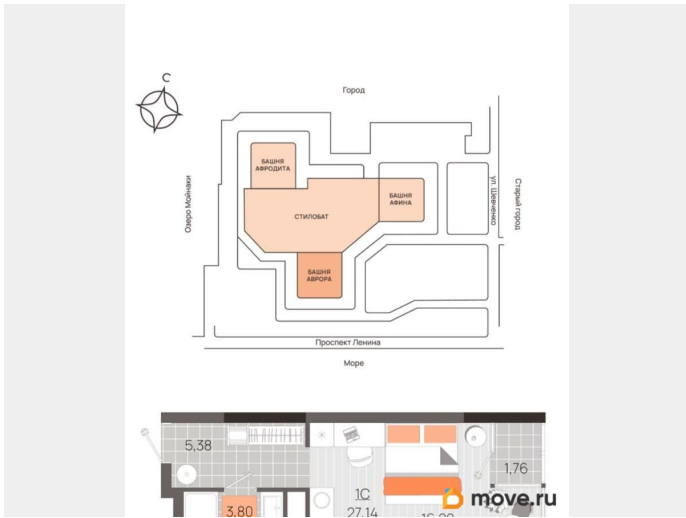 С
Город
БАШНЯ
АФРОДИТА
БАШНЯ
АФИНА
СТИЛОБАТ
БАШНЯ
АВРОРА
Озеро Мойнаки
ул. Шевченко
Старый город
Проспект Ленина
Море
5,38
1,76
1С
27,14
3,80
move.ru